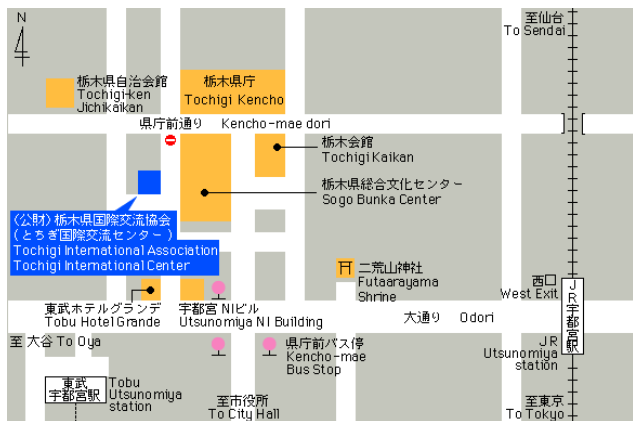 N
至仙台
To Sendai
栃木県自治会館
Tochigi-ken
Jichikaikan
栃木県庁
Tochigi Kencho
県庁前通り Kencho-mae dori
栃木会館
Tochigi Kaikan
栃木県総合文化センター
Sogo Bunka Center
(公財)栃木県国際交流協会
(とちぎ国際交流センター)
Tochigi International Association
Tochigi International Center
二荒山神社
Futaarayama
Shrine
西口
West Exit
JR宇都宮駅
東武ホテルグランデ
Tobu Hotel Grande
宇都宮 NIビル
Utsunomiya NI Building
大通り Odori
至 大谷 To Oya
県庁前バス停
Kencho-mae
Bus Stop
JR
Utsunomiya
station
東武
宇都宮駅
Tobu
Utsunomiya
station
至市役所
To City Hall
至東京
To Tokyo